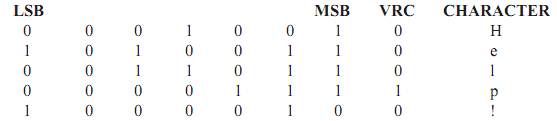 LSB MSB VRC CHARACTER
0 0 0 1 0 0 1 0 H
1 0 1 0 0 1 1 0 e
0 0 1 1 0 1 1 0 l
0 0 0 0 1 1 1 1 p
1 0 0 0 0 1 0 0 !